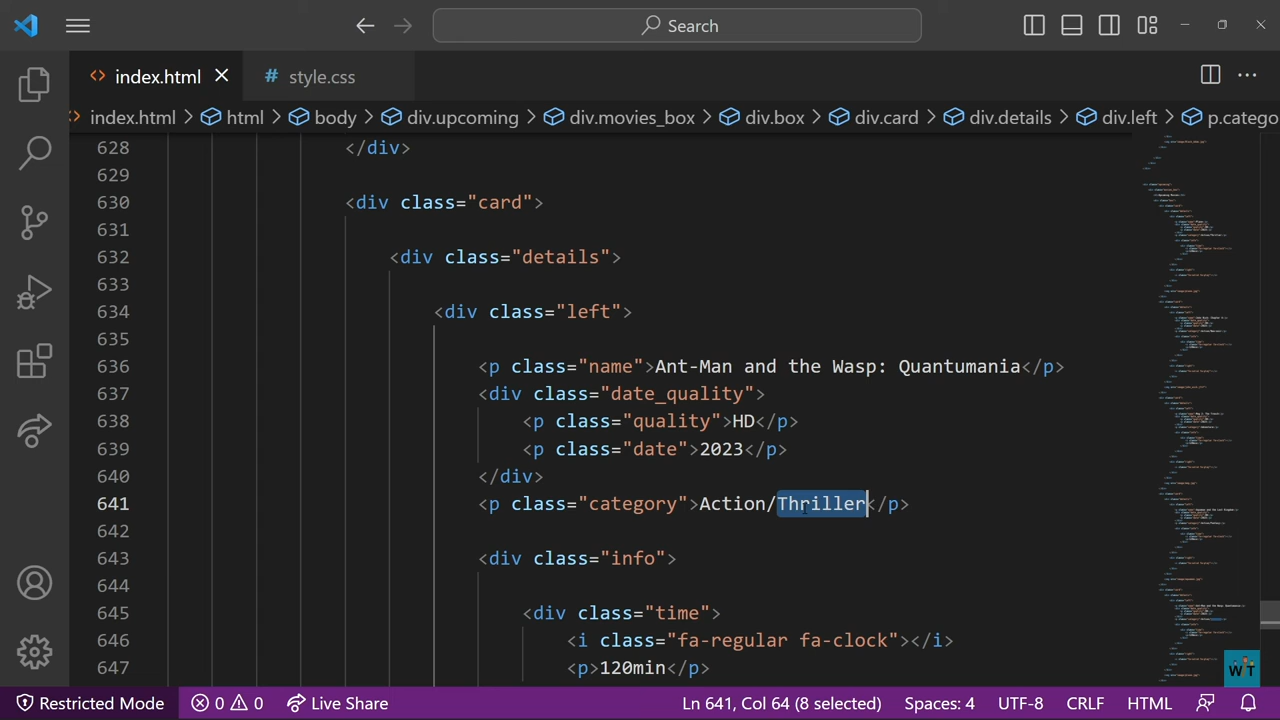 Search
index.html
# style.css
index.html > html > body > div.upcoming > div.movies_box > div.box > div.card > div.details > div.left > p.catego
628 </div>
629
630 <div class="card">
631
632 <div class="details">
633
634 <div class="left">
635
636 <p class="name">Ant-Man and the Wasp: Qiantumania</p>
637 <div class="date_quality">
638 <p class="quality">HD</p>
639 <p class="date">2023</p>
640 </div>
641 class="category">Action/Thriller</p>
642
643 <div class="info">
644
645 <div class="time">
646 <i class="fa-regular fa-clock"></i>
647 <p>120min</p>
WT
Restricted Mode 0 0 Live Share Ln 641, Col 64 (8 selected) Spaces: 4 UTF-8 CRLF HTML